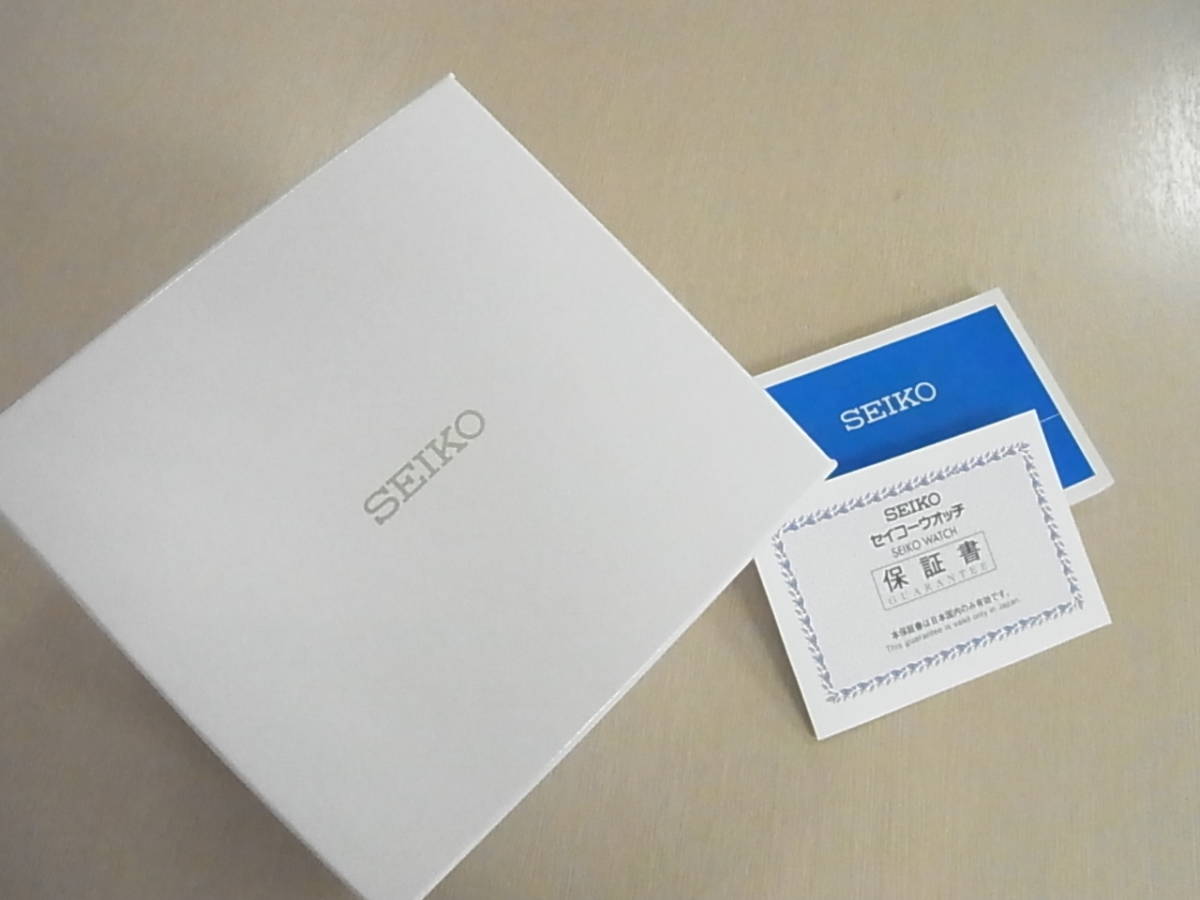 SEIKO
SEIKO
SEIKO
セイコーウオッチ
SEIKO WATCH
保証書
GUARANTEE
本保証書は日本国内のみ有効です。
This guarantee is valid only in Japan.